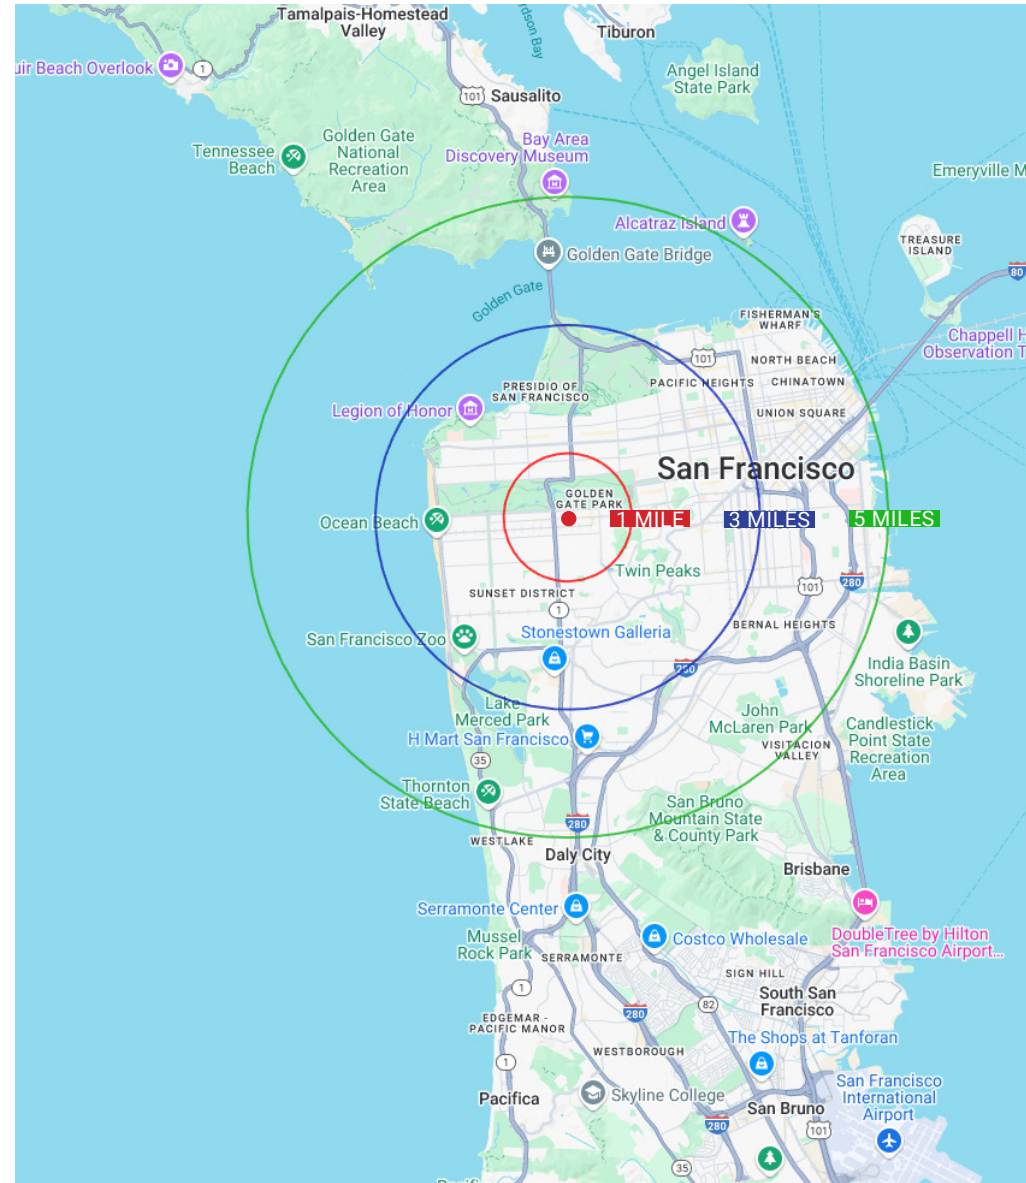 Tamalpais-Homestead
Valley
Tiburon
uir Beach Overlook
1
Angel Island
State Park
101
Sausalito
Golden Gate
National
Recreation
Area
Tennessee
Beach
Bay Area
Discovery Museum
Emeryville M
Alcatraz Island
TREASURE
ISLAND
Golden Gate Bridge
80
Golden Gate
FISHERMAN'S
WHARF
Chappell H
Observation T
101
NORTH BEACH
PRESIDIO OF
SAN FRANCISCO
PACIFIC HEIGHTS
CHINATOWN
Legion of Honor
UNION SQUARE
San Francisco
GOLDEN
GATE PARK
Ocean Beach
1 MILE
3 MILES
5 MILES
Twin Peaks
280
101
SUNSET DISTRICT
1
BERNAL HEIGHTS
San Francisco Zoo
Stonestown Galleria
280
India Basin
Shoreline Park
Lake
Merced Park
John
McLaren Park
H Mart San Francisco
VISITACION
VALLEY
Candlestick
Point State
Recreation
Area
35
Thornton
State Beach
San Bruno
Mountain State
& County Park
280
WESTLAKE
Daly City
Brisbane
Serramonte Center
Mussel
Rock Park
SERRAMONTE
Costco Wholesale
DoubleTree by Hilton
San Francisco Airport...
SIGN HILL
1
South San
Francisco
82
280
EDGEMAR -
PACIFIC MANOR
The Shops at Tanforan
WESTBOROUGH
1
San Francisco
International
Airport
Pacifica
Skyline College
San Bruno
280
101
35